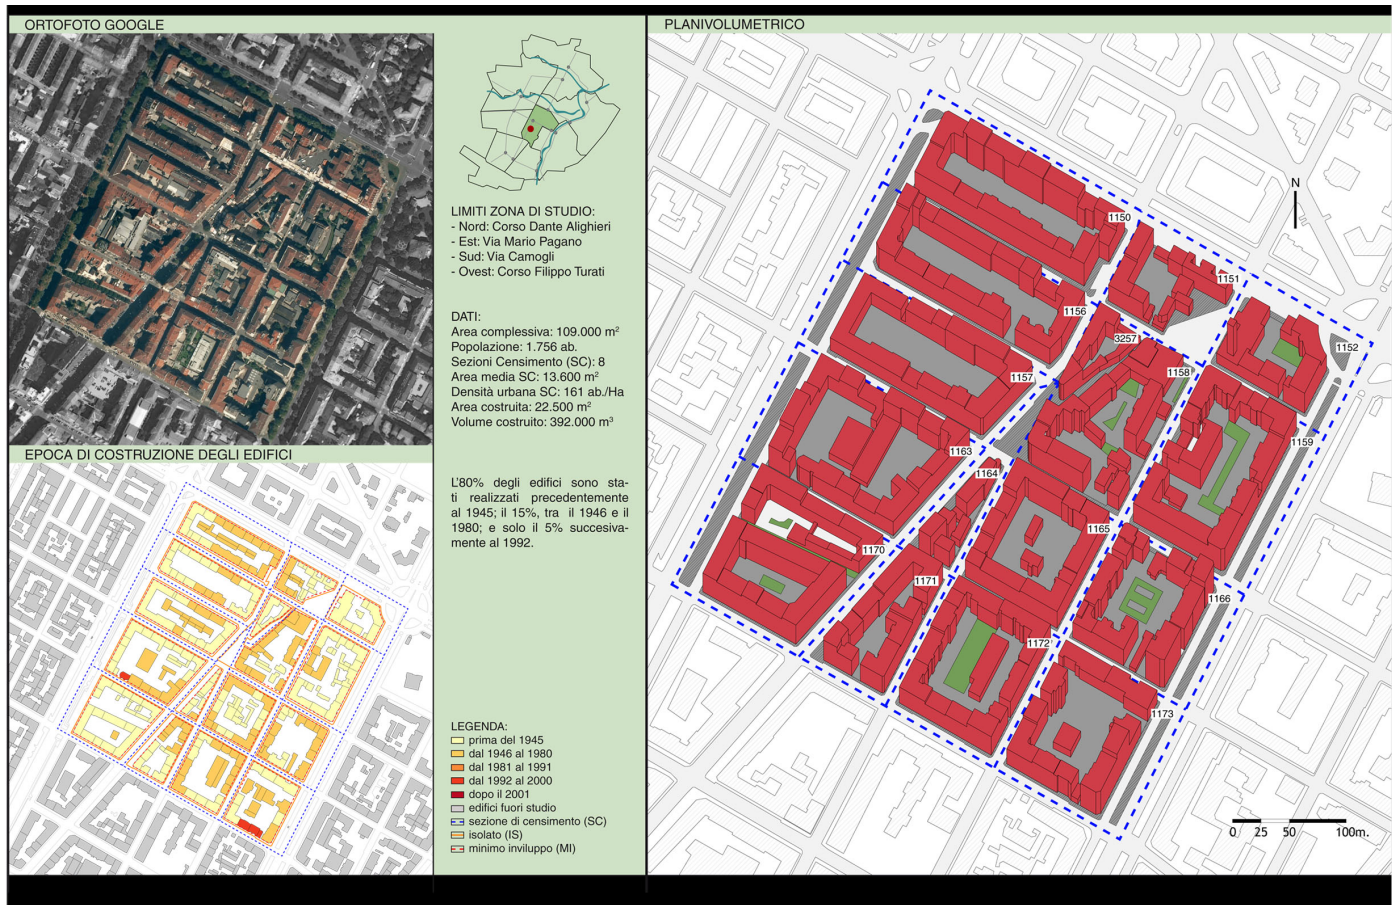 ORTOFOTO GOOGLE
LIMITI ZONA DI STUDIO:
- Nord: Corso Dante Alighieri
- Est: Via Mario Pagano
- Sud: Via Camogli
- Ovest: Corso Filippo Turati
DATI:
Area complessiva: 109.000 m²
Popolazione: 1.756 ab.
Sezioni Censimento (SC): 8
Area media SC: 13.600 m²
Densità urbana SC: 161 ab./Ha
Area costruita: 22.500 m²
Volume costruito: 392.000 m³
L'80% degli edifici sono sta-
ti realizzati precedentemente
al 1945; il 15%, tra il 1946 e il
1980; e solo il 5% succesiva-
mente al 1992.
EPOCA DI COSTRUZIONE DEGLI EDIFICI
LEGENDA:
prima del 1945
dal 1946 al 1980
dal 1981 al 1991
dal 1992 al 2000
dopo il 2001
edifici fuori studio
sezione di censimento (SC)
isolato (IS)
minimo inviluppo (MI)
PLANIVOLUMETRICO
N
1150
1151
1156
3257
1152
1158
1157
1159
1163
1164
1165
1170
1171
1166
1172
1173
0 25 50 100m.